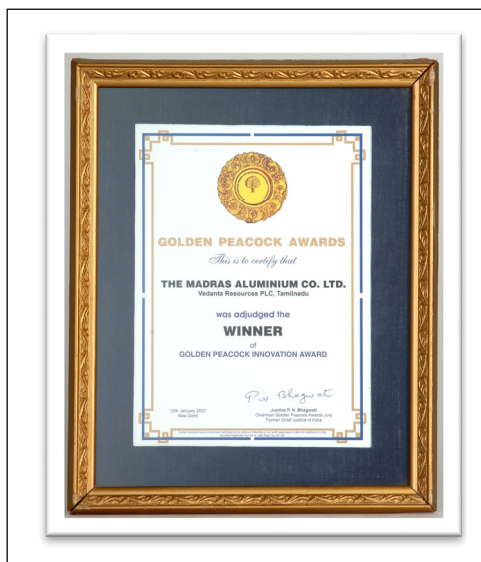 GOLDEN PEACOCK AWARDS
This is to certify that
THE MADRAS ALUMINIUM CO. LTD.
Vedanta Resources PLC, Tamilnadu
was adjudged the
WINNER
of
GOLDEN PEACOCK INNOVATION AWARD
P. N. Bhagwati
January 2007
New Delhi
Justice P. N. Bhagwati
Chairman Golden Peacock Awards Jury
Former Chief Justice of India